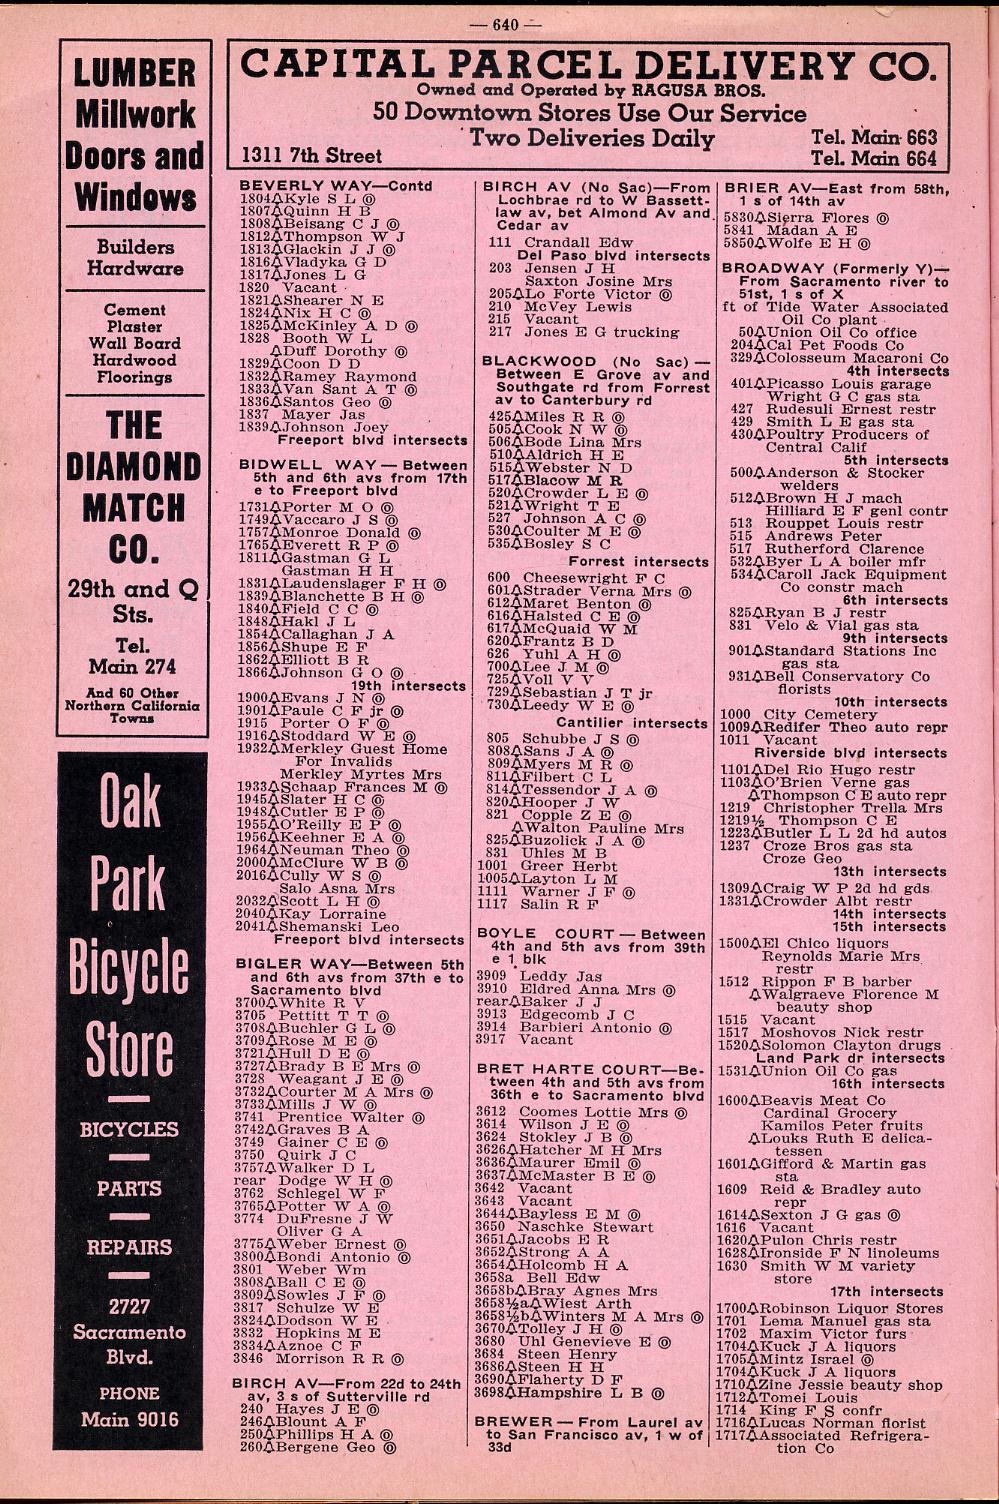 — 640 —
LUMBER
Millwork
Doors and
Windows
Builders
Hardware
Cement
Plaster
Wall Board
Hardwood
Floorings
THE
DIAMOND
MATCH
CO.
29th and Q
Sts.
Tel.
Main 274
And 60 Other
Northern California
Towns
Oak
Park
Bicycle
Store
BICYCLES
PARTS
REPAIRS
2727
Sacramento
Blvd.
PHONE
Main 9016
CAPITAL PARCEL DELIVERY CO.
Owned and Operated by RAGUSA BROS.
50 Downtown Stores Use Our Service
Two Deliveries Daily
1311 7th Street
Tel. Main 663
Tel. Main 664
BEVERLY WAY—Contd
1804△Kyle S L ⓞ
1807△Quinn H B
1808△Beisang C J ⓞ
1812△Thompson W J
1813△Glackin J J ⓞ
1816△Vladyka G D
1817△Jones L G
1820 Vacant
1821△Shearer N E
1824△Nix H C ⓞ
1825△McKinley A D ⓞ
1828 Booth W L
△Duff Dorothy ⓞ
1829△Coon D D
1832△Ramey Raymond
1833△Van Sant A T ⓞ
1836△Santos Geo ⓞ
1837 Mayer Jas
1839△Johnson Joey
Freeport blvd intersects
BIDWELL WAY—Between
5th and 6th avs from 17th
e to Freeport blvd
1731△Porter M O ⓞ
1749△Vaccaro J S ⓞ
1757△Monroe Donald ⓞ
1765△Everett R P ⓞ
1811△Gastman G L
Gastman H H
1831△Laudenslager F H ⓞ
1839△Blanchette B H ⓞ
1840△Field C C ⓞ
1848△Hakl J L
1854△Callaghan J A
1856△Shupe E F
1862△Elliott B R
1866△Johnson G O ⓞ
19th intersects
1900△Evans J N ⓞ
1901△Paule C F jr ⓞ
1915 Porter O F ⓞ
1916△Stoddard W E ⓞ
1932△Merkley Guest Home
For Invalids
Merkley Myrtes Mrs
1933△Schaap Frances M ⓞ
1945△Slater H C ⓞ
1948△Cutler E P ⓞ
1955△O'Reilly E P ⓞ
1956△Keehner E A ⓞ
1964△Neuman Theo ⓞ
2000△McClure W B ⓞ
2016△Cully W S ⓞ
Salo Asna Mrs
2032△Scott L H ⓞ
2040△Kay Lorraine
2041△Shemanski Leo
Freeport blvd intersects
BIGLER WAY—Between 5th
and 6th avs from 37th e to
Sacramento blvd
3700△White R V
3705 Pettitt T T ⓞ
3708△Buchler G L ⓞ
3709△Rose M E ⓞ
3721△Hull D E ⓞ
3727△Brady B E Mrs ⓞ
3728 Weagant J E ⓞ
3732△Courter M A Mrs ⓞ
3733△Mills J W ⓞ
3741 Prentice Walter ⓞ
3742△Graves B A
3749 Gainer C E ⓞ
3750 Quirk J C
3757△Walker D L
rear Dodge W H ⓞ
3762 Schlegel W F
3765△Potter W A ⓞ
3774 DuFresne J W
Oliver G A
3775△Weber Ernest ⓞ
3800△Bondi Antonio ⓞ
3801 Weber Wm
3808△Ball C E ⓞ
3809△Sowles J F ⓞ
3817 Schulze W E
3824△Dodson W E
3832 Hopkins M E
3834△Aznoe C F
3846 Morrison R R ⓞ
BIRCH AV—From 22d to 24th
av, 3 s of Sutterville rd
240 Hayes J E ⓞ
246△Blount A F
250△Phillips H A ⓞ
260△Bergene Geo ⓞ
BIRCH AV (No Sac)—From
Lochbrae rd to W Bassett-
law av, bet Almond Av and
Cedar av
111 Crandall Edw
Del Paso blvd intersects
203 Jensen J H
Saxton Josine Mrs
205△Lo Forte Victor ⓞ
210 McVey Lewis
215 Vacant
217 Jones E G trucking
BLACKWOOD (No Sac)—
Between E Grove av and
Southgate rd from Forrest
av to Canterbury rd
425△Miles R R ⓞ
505△Cook N W ⓞ
506△Bode Lina Mrs
510△Aldrich H E
515△Webster N D
517△Blacow M R
520△Crowder L E ⓞ
521△Wright T E
527 Johnson A C ⓞ
530△Coulter M E ⓞ
535△Bosley S C
Forrest intersects
600 Cheesewright F C
601△Strader Verna Mrs ⓞ
612△Maret Benton ⓞ
616△Halsted C E ⓞ
617△McQuaid W M
620△Frantz B D
626 Yuhl A H ⓞ
700△Lee J M ⓞ
725△Voll V V
729△Sebastian J T jr
730△Leedy W E ⓞ
Cantilier intersects
805 Schubbe J S ⓞ
808△Sans J A ⓞ
809△Myers M R ⓞ
811△Filbert C L
814△Tessendor J A ⓞ
820△Hooper J W
821 Copple Z E ⓞ
△Walton Pauline Mrs
825△Buzolick J A ⓞ
831 Uhles M B
1001 Greer Herbt
1005△Layton L M
1111 Warner J F ⓞ
1117 Salin R F
BOYLE COURT—Between
4th and 5th avs from 39th
e 1 blk
3909 Leddy Jas
3910 Eldred Anna Mrs ⓞ
rear△Baker J J
3913 Edgecomb J C
3914 Barbieri Antonio ⓞ
3917 Vacant
BRET HARTE COURT—Be-
tween 4th and 5th avs from
36th e to Sacramento blvd
3612 Coomes Lottie Mrs ⓞ
3614 Wilson J E ⓞ
3624 Stokley J B ⓞ
3626△Hatcher M H Mrs
3636△Maurer Emil ⓞ
3637△McMaster B E ⓞ
3642 Vacant
3643 Vacant
3644△Bayless E M ⓞ
3650 Naschke Stewart
3651△Jacobs E R
3652△Strong A A
3654△Holcomb H A
3658a Bell Edw
3658b△Bray Agnes Mrs
3658½a△Wiest Arth
3658½b△Winters M A Mrs ⓞ
3670△Tolley J H ⓞ
3680 Uhl Genevieve E ⓞ
3684 Steen Henry
3686△Steen H H
3690△Flaherty D F
3698△Hampshire L B ⓞ
BREWER—From Laurel av
to San Francisco av, 1 w of
33d
BRIER AV—East from 58th,
1 s of 14th av
5830△Sierra Flores ⓞ
5841 Madan A E
5850△Wolfe E H ⓞ
BROADWAY (Formerly Y)—
From Sacramento river to
51st, 1 s of X
ft of Tide Water Associated
Oil Co plant
50△Union Oil Co office
204△Cal Pet Foods Co
329△Colosseum Macaroni Co
4th intersects
401△Picasso Louis garage
Wright G C gas sta
427 Rudesuli Ernest restr
429 Smith L E gas sta
430△Poultry Producers of
Central Calif
5th intersects
500△Anderson & Stocker
welders
512△Brown H J mach
Hilliard E F genl contr
513 Rouppet Louis restr
515 Andrews Peter
517 Rutherford Clarence
532△Byer L A boiler mfr
534△Caroll Jack Equipment
Co constr mach
6th intersects
825△Ryan B J restr
831 Velo & Vial gas sta
9th intersects
901△Standard Stations Inc
gas sta
931△Bell Conservatory Co
florists
10th intersects
1000 City Cemetery
1009△Redifer Theo auto repr
1011 Vacant
Riverside blvd intersects
1101△Del Rio Hugo restr
1103△O'Brien Verne gas
△Thompson C E auto repr
1219 Christopher Trella Mrs
1219½ Thompson C E
1223△Butler L L 2d hd autos
1237 Croze Bros gas sta
Croze Geo
13th intersects
1309△Craig W P 2d hd gds
1331△Crowder Albt restr
14th intersects
15th intersects
1500△El Chico liquors
Reynolds Marie Mrs
restr
1512 Rippon F B barber
△Walgraeve Florence M
beauty shop
1515 Vacant
1517 Moshovos Nick restr
1520△Solomon Clayton drugs
Land Park dr intersects
1531△Union Oil Co gas
16th intersects
1600△Beavis Meat Co
Cardinal Grocery
Kamilos Peter fruits
△Louks Ruth E delica-
tessen
1601△Gifford & Martin gas
sta
1609 Reid & Bradley auto
repr
1614△Sexton J G gas ⓞ
1616 Vacant
1620△Pulon Chris restr
1628△Ironside F N linoleums
1630 Smith W M variety
store
17th intersects
1700△Robinson Liquor Stores
1701 Lema Manuel gas sta
1702 Maxim Victor furs
1704△Kuck J A liquors
1705△Mintz Israel ⓞ
1704△Kuck J A liquors
1710△Zine Jessie beauty shop
1712△Tomei Louis
1714 King F S confr
1716△Lucas Norman florist
1717△Associated Refrigera-
tion Co